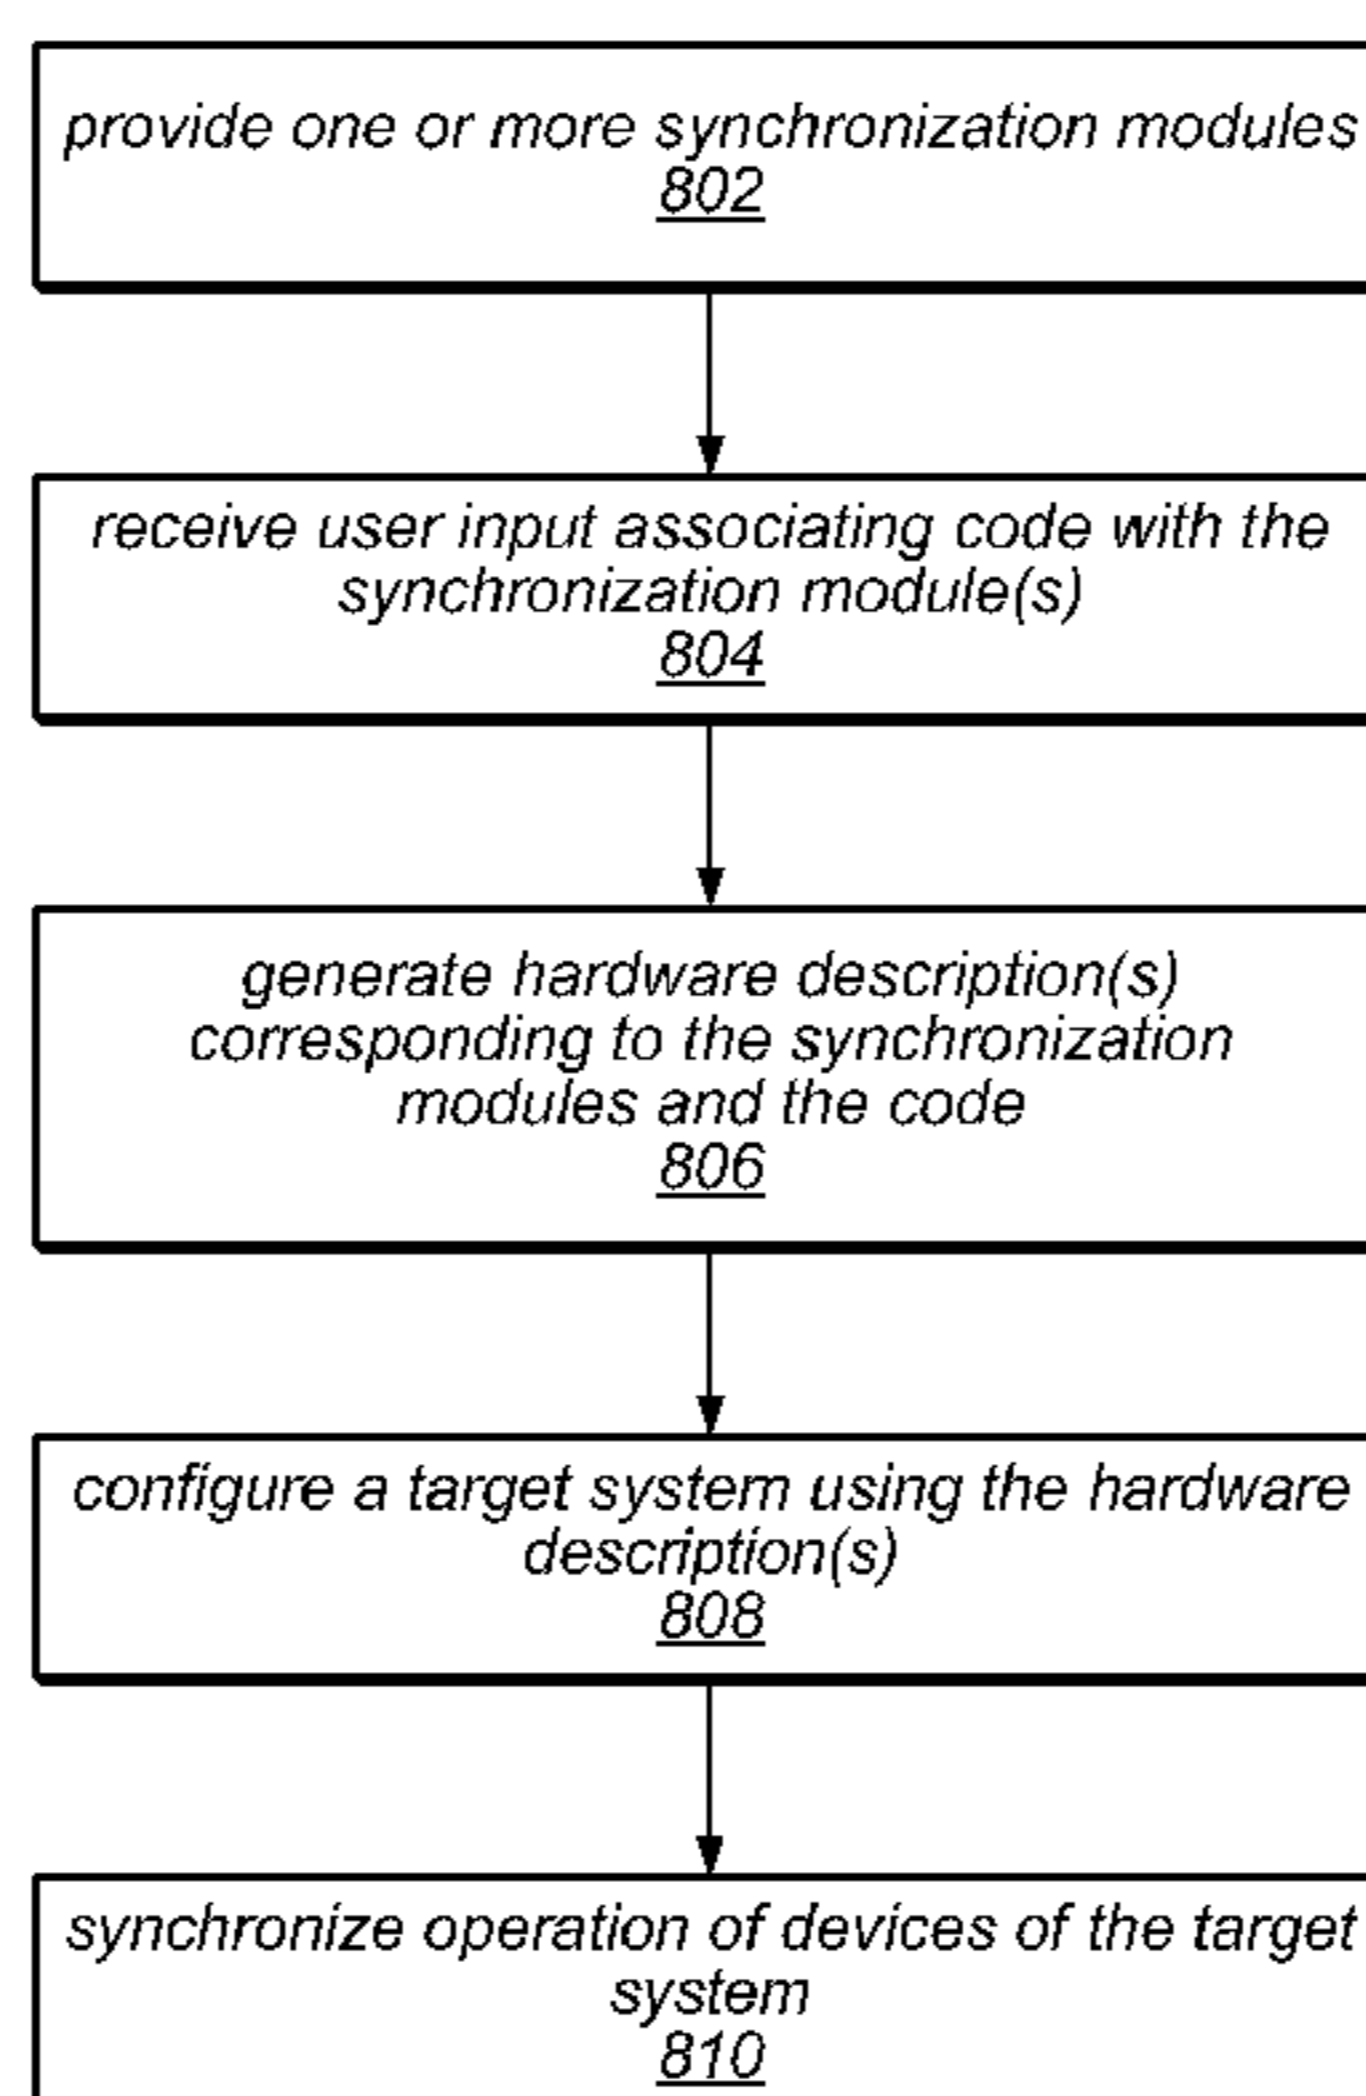 provide one or more synchronization modules
802
receive user input associating code with the
synchronization module(s)
804
generate hardware description(s)
corresponding to the synchronization
modules and the code
806
configure a target system using the hardware
description(s)
808
synchronize operation of devices of the target
system
810